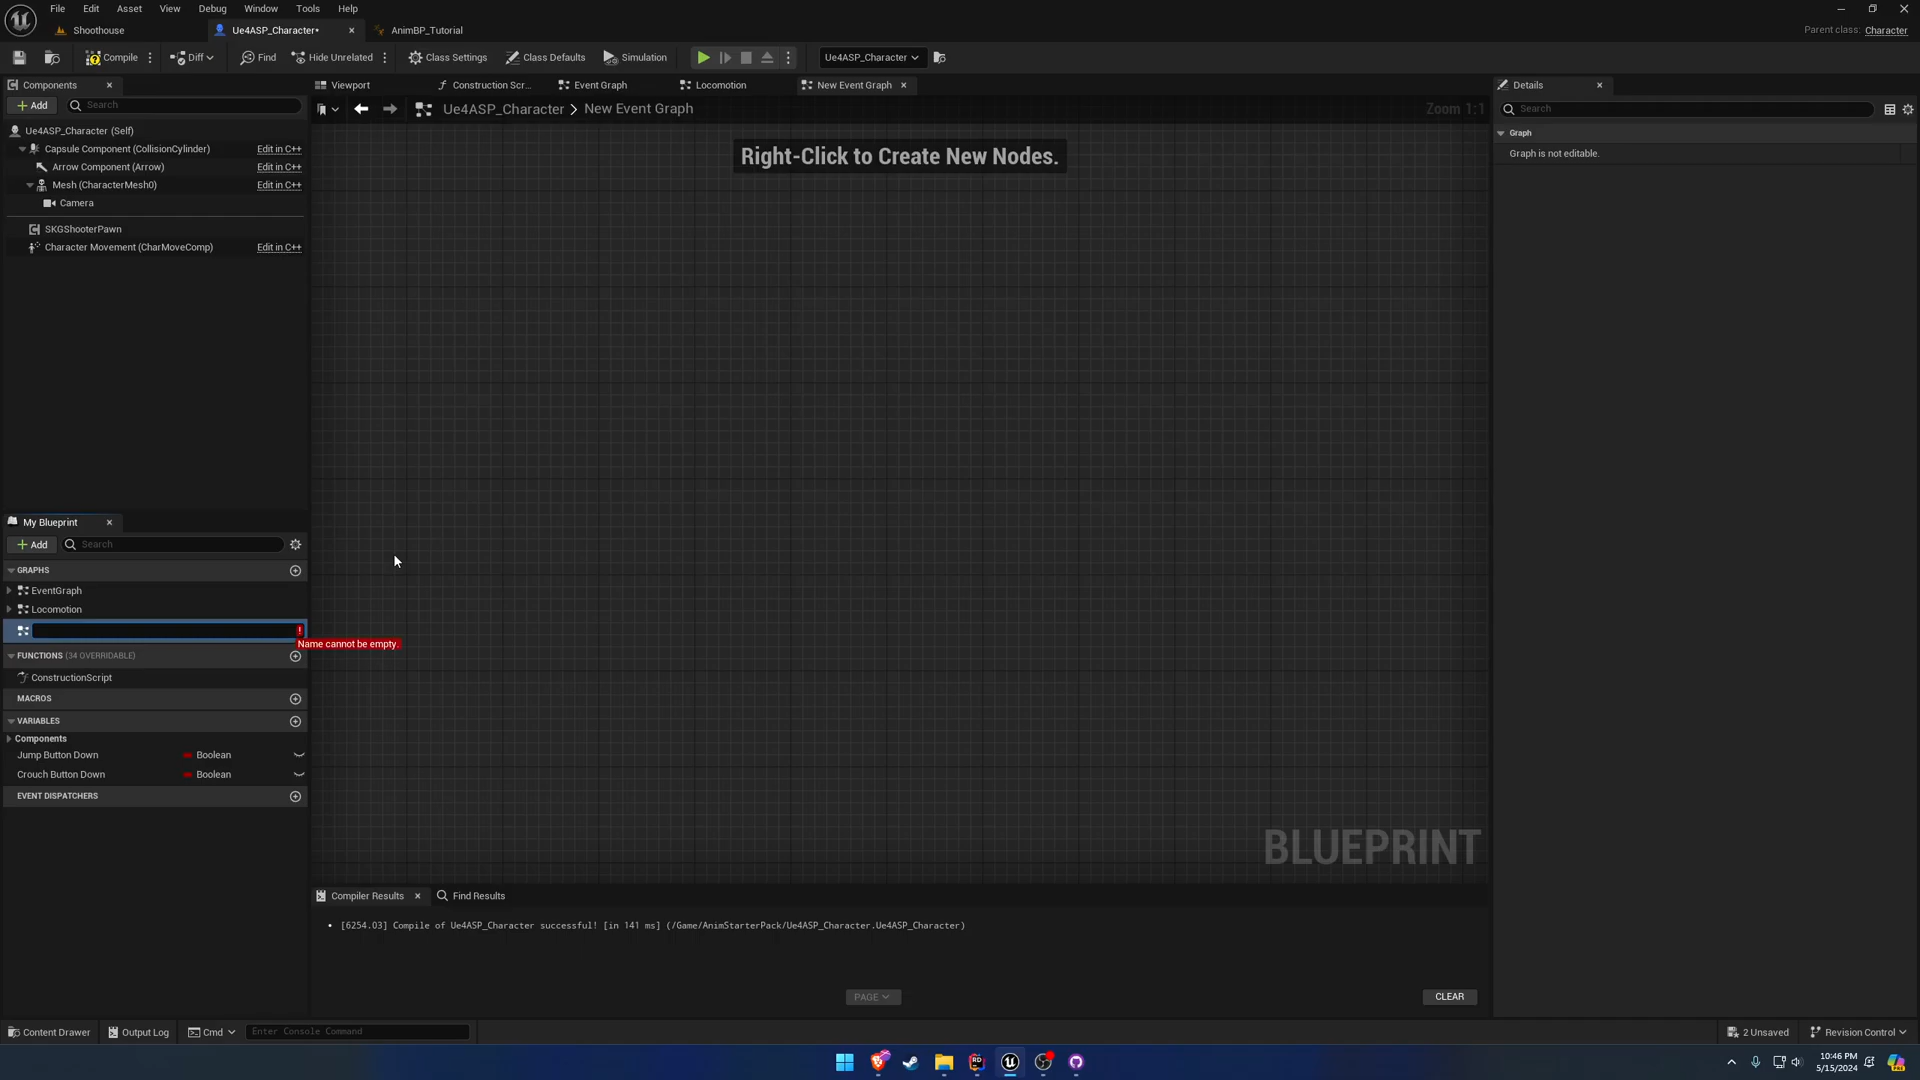 File Edit Asset View Debug Window Tools Help
Shoothouse Ue4ASP_Character• AnimBP_Tutorial Parent class: Character
Compile Diff Find Hide Unrelated Class Settings Class Defaults Simulation Ue4ASP_Character
Components Viewport Construction Scr... Event Graph Locomotion New Event Graph Details
Add Search Ue4ASP_Character > New Event Graph Zoom 1:1 Search
Ue4ASP_Character (Self) Graph
Capsule Component (CollisionCylinder) Edit in C++ Right-Click to Create New Nodes. Graph is not editable.
Arrow Component (Arrow) Edit in C++
Mesh (CharacterMesh0) Edit in C++
Camera
SKGShooterPawn
Character Movement (CharMoveComp) Edit in C++
My Blueprint
Add Search
GRAPHS
EventGraph
Locomotion
!
Name cannot be empty.
FUNCTIONS (34 OVERRIDABLE)
ConstructionScript
MACROS
VARIABLES
Components
Jump Button Down Boolean
Crouch Button Down Boolean
EVENT DISPATCHERS
BLUEPRINT
Compiler Results Find Results
• [6254.03] Compile of Ue4ASP_Character successful! [in 141 ms] (/Game/AnimStarterPack/Ue4ASP_Character.Ue4ASP_Character)
PAGE CLEAR
Content Drawer Output Log Cmd Enter Console Command 2 Unsaved Revision Control
10:46 PM
5/15/2024